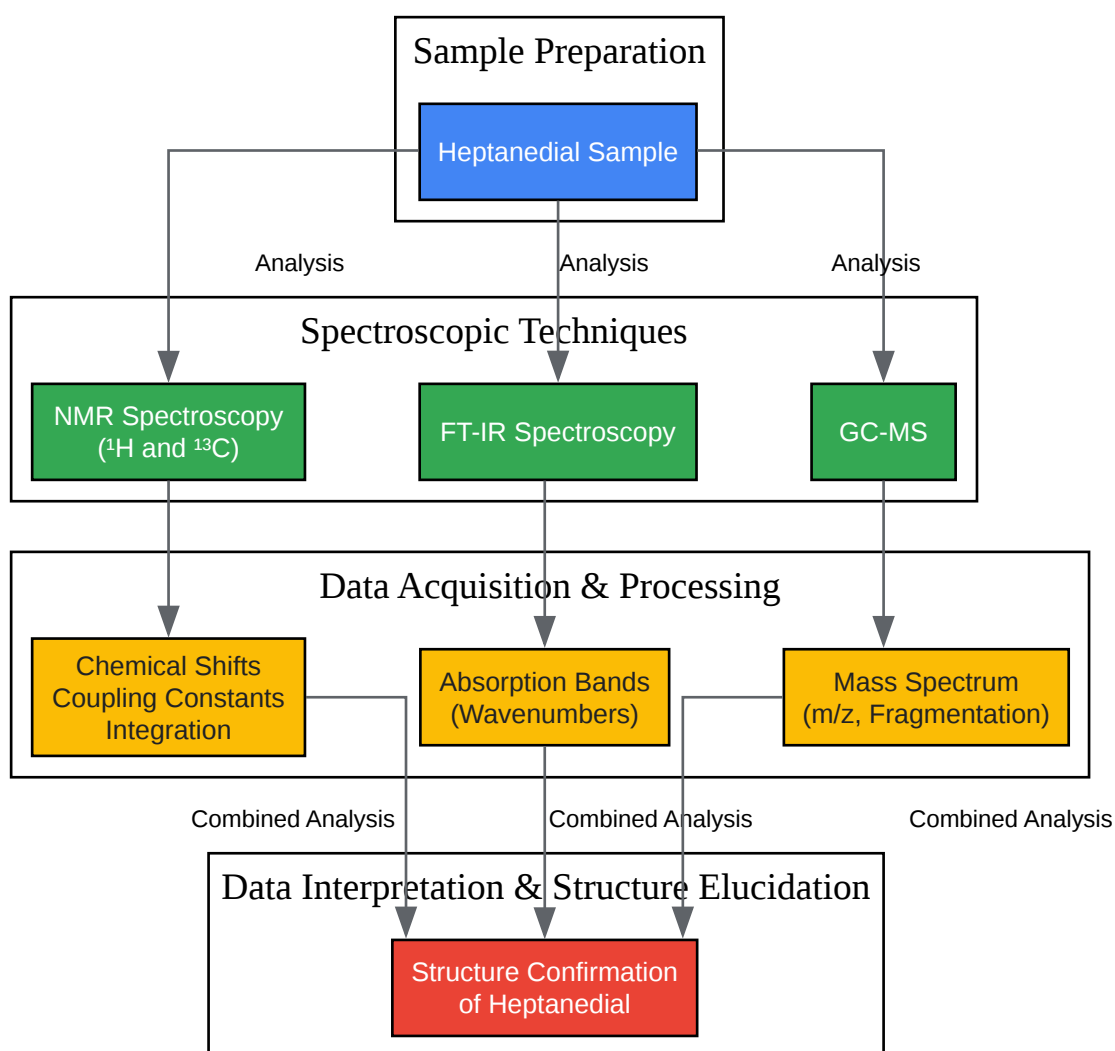 Sample Preparation
Heptanedial Sample
Analysis
Analysis
Analysis
Spectroscopic Techniques
NMR Spectroscopy
(¹H and ¹³C)
FT-IR Spectroscopy
GC-MS
Data Acquisition & Processing
Chemical Shifts
Coupling Constants
Integration
Absorption Bands
(Wavenumbers)
Mass Spectrum
(m/z, Fragmentation)
Combined Analysis
Combined Analysis
Combined Analysis
Data Interpretation & Structure Elucidation
Structure Confirmation
of Heptanedial